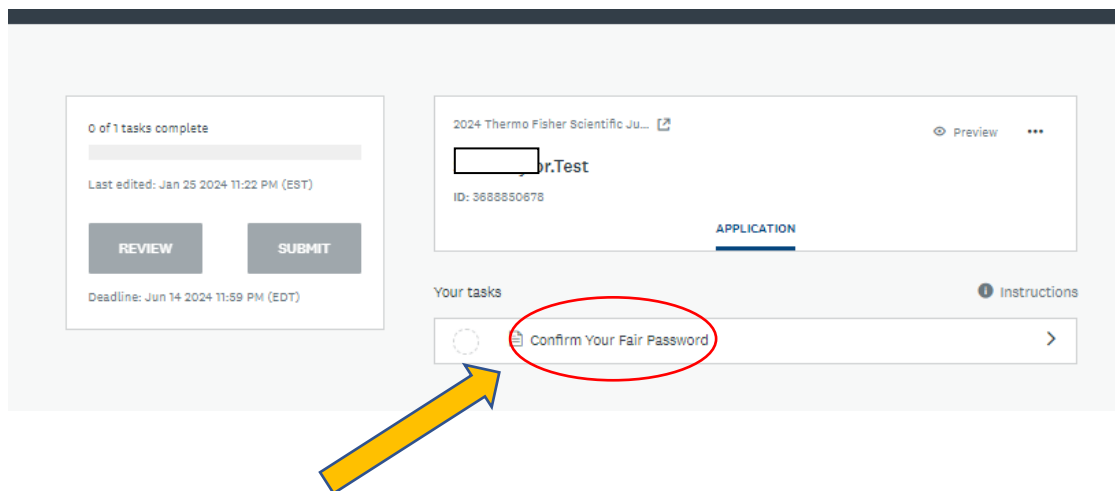 0 of 1 tasks complete
Last edited: Jan 25 2024 11:22 PM (EST)
REVIEW
SUBMIT
Deadline: Jun 14 2024 11:59 PM (EDT)
2024 Thermo Fisher Scientific Ju...
Preview
•••
or.Test
ID: 3688850678
APPLICATION
Your tasks
Instructions
Confirm Your Fair Password